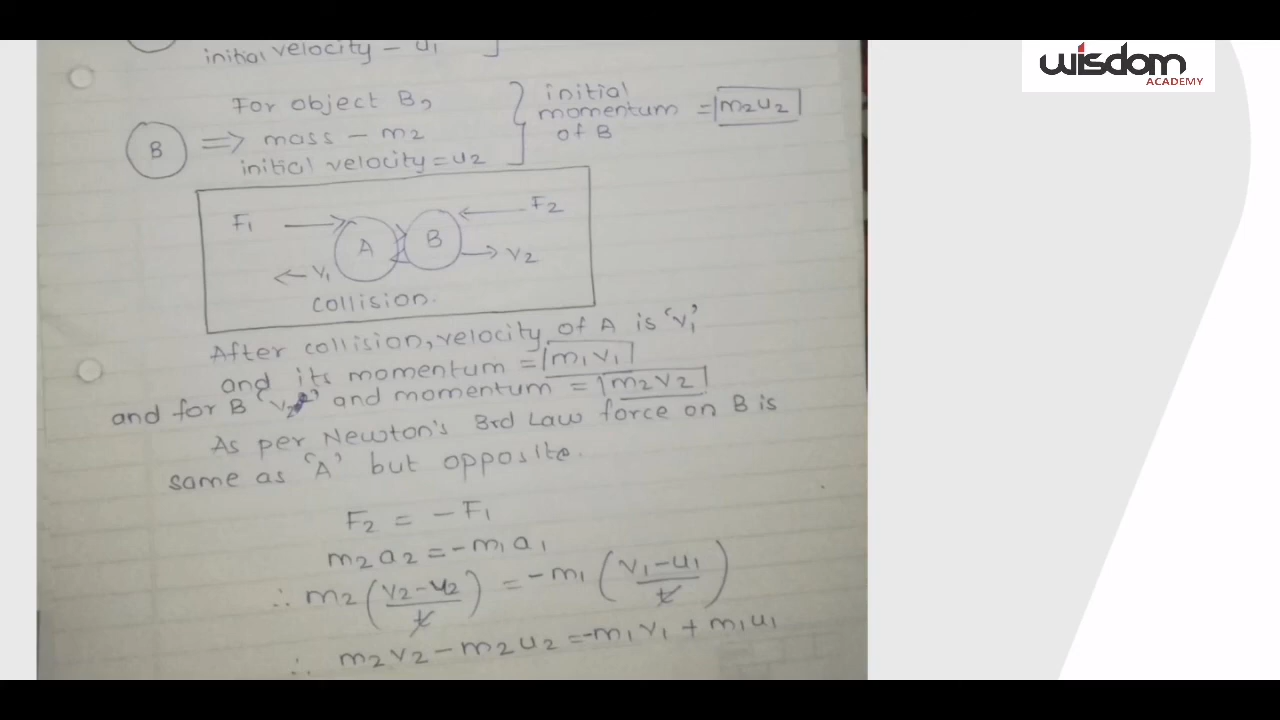 wisdom
ACADEMY
initial velocity – u₁
For object B,
B ⇒ mass – m₂
initial velocity = u₂
initial
momentum = m₂u₂
of B
F₁ → A B ← F₂
← v₁ → v₂
collision.
After collision, velocity of A is 'v₁'
and its momentum = m₁v₁
and for B 'v₂' and momentum = m₂v₂
As per Newton's 3rd Law force on B is
same as 'A' but opposite.
F₂ = – F₁
m₂a₂ = – m₁a₁
∴ m₂ ( (v₂ – u₂) / t ) = – m₁ ( (v₁ – u₁) / t )
∴ m₂v₂ – m₂u₂ = –m₁v₁ + m₁u₁